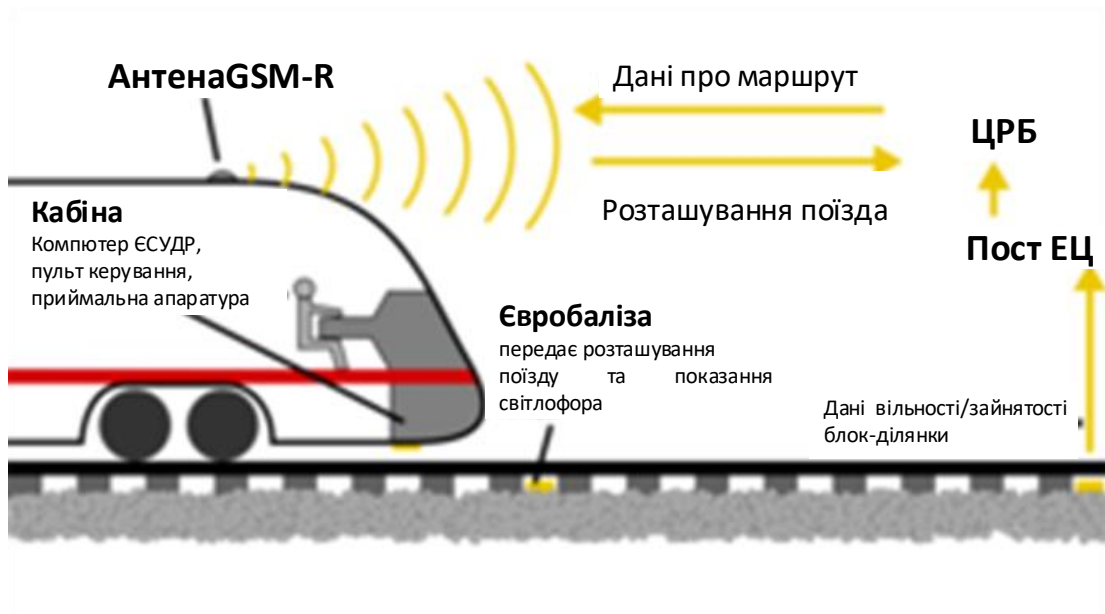 АнтенаGSM-R
Дані про маршрут
ЦРБ
Розташування поїзда
Кабіна
Компютер ЄСУДР,
пульт керування,
приймальна апаратура
Пост ЕЦ
Євробаліза
передає розташування
поїзду та показання
світлофора
Дані вільності/зайнятості
блок-ділянки